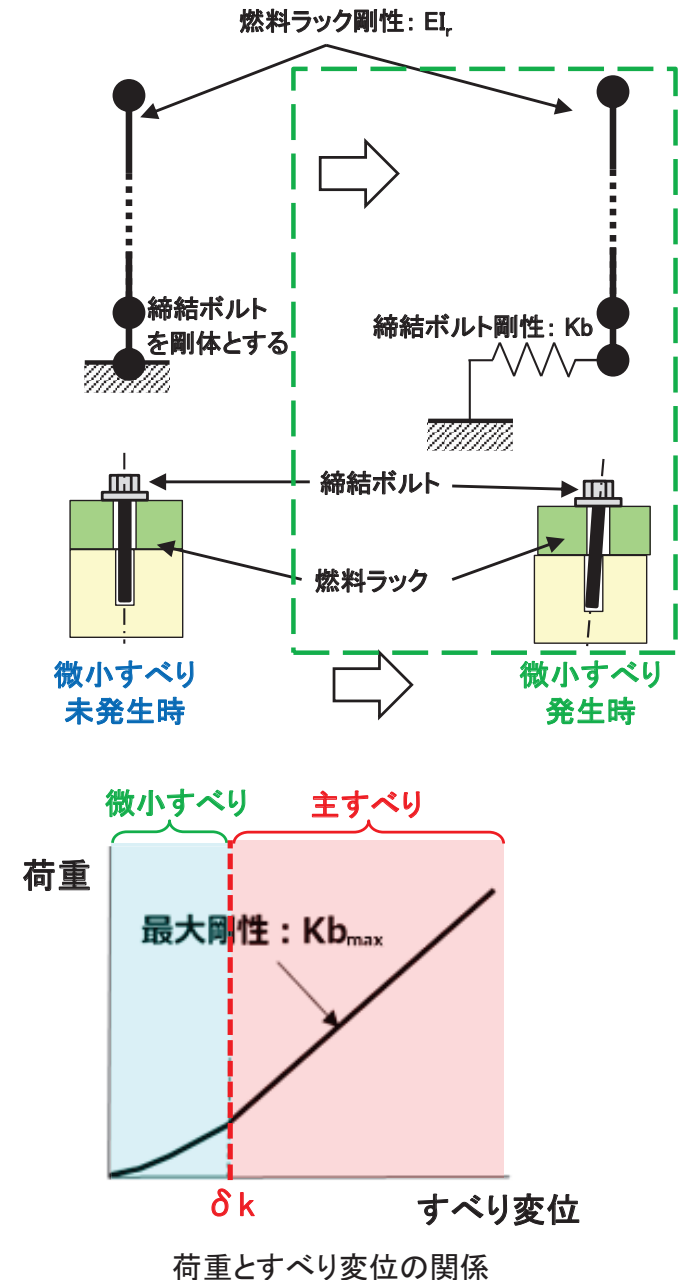 燃料ラック剛性： EIr
締結ボルト
を剛体とする
締結ボルト剛性： Kb
締結ボルト
燃料ラック
微小すべり
未発生時
微小すべり
発生時
微小すべり
主すべり
荷重
最大剛性：Kbmax
δk
すべり変位
荷重とすべり変位の関係